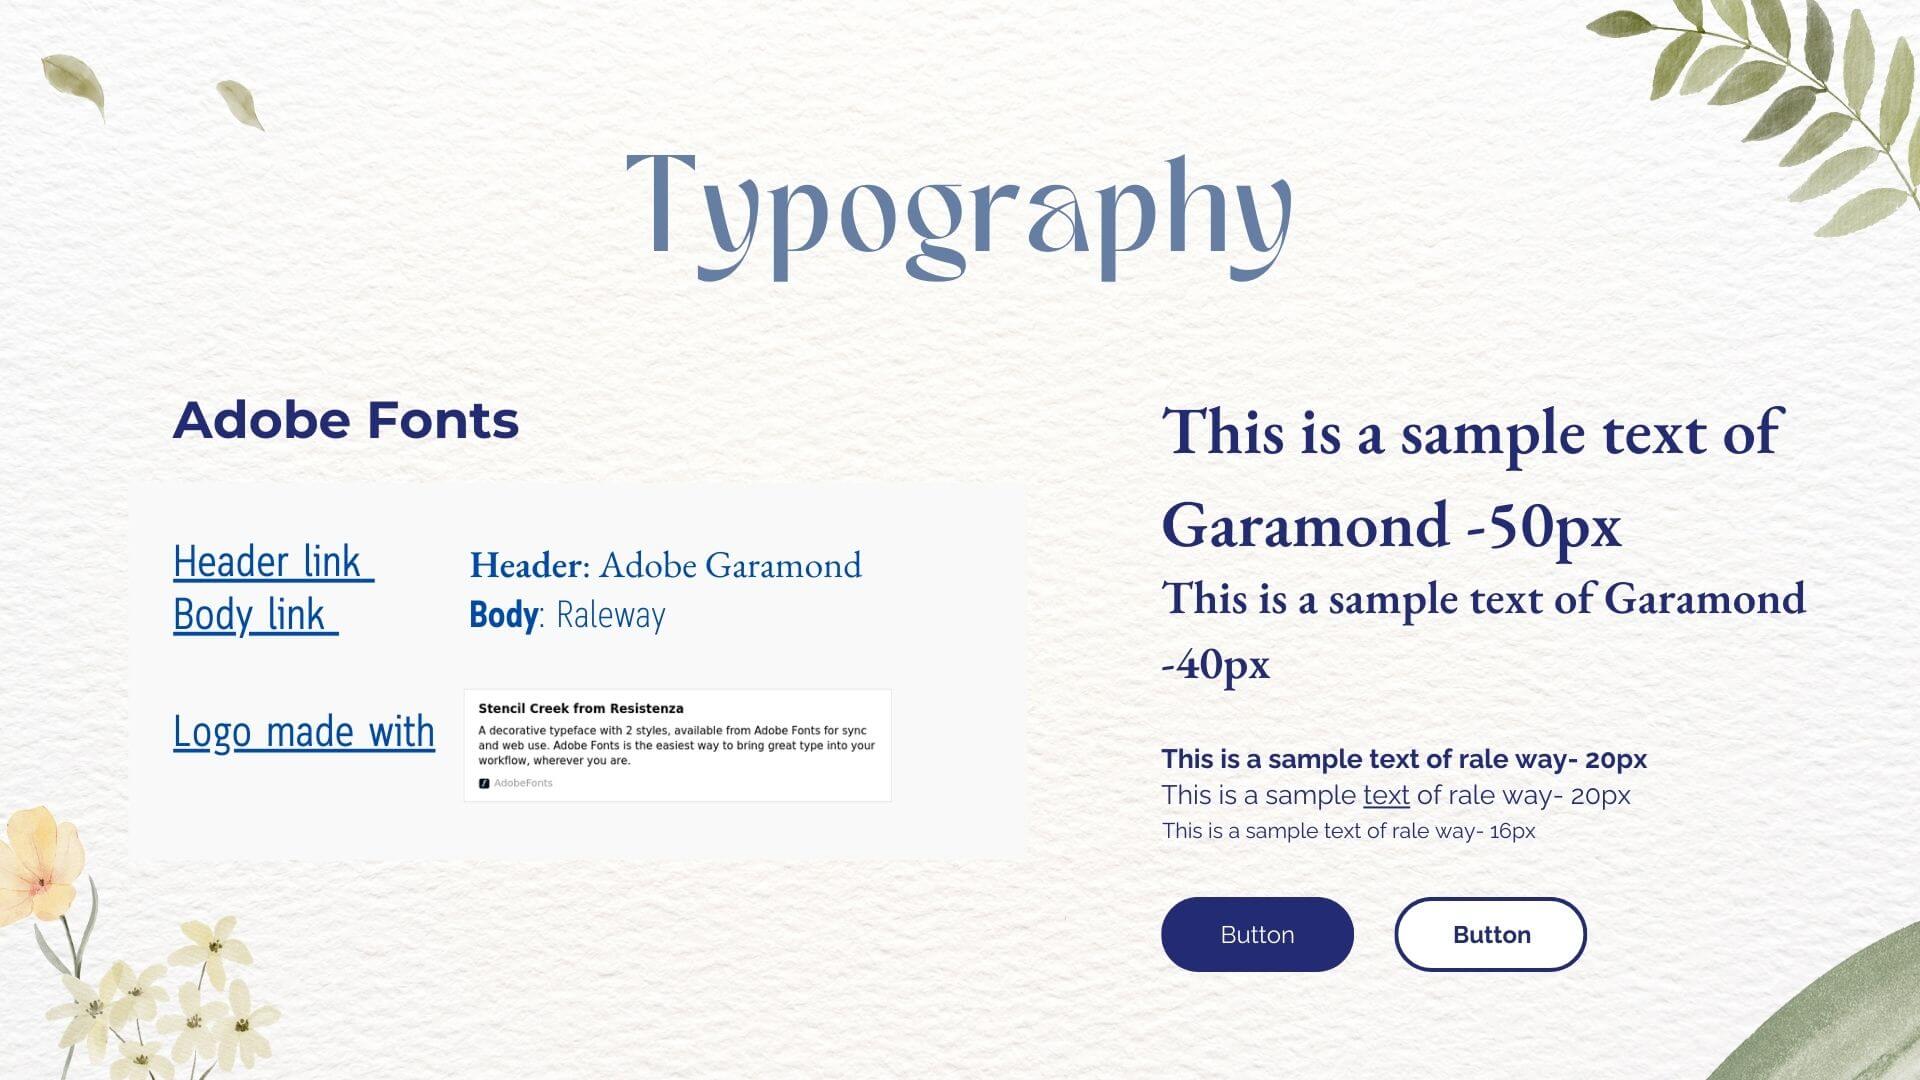 Typography
Adobe Fonts
Header link
Body link
Header: Adobe Garamond
Body: Raleway
Logo made with
Stencil Creek from Resistenza
A decorative typeface with 2 styles, available from Adobe Fonts for sync
and web use. Adobe Fonts is the easiest way to bring great type into your
workflow, wherever you are.
AdobeFonts
This is a sample text of
Garamond -50px
This is a sample text of Garamond
-40px
This is a sample text of rale way- 20px
This is a sample text of rale way- 20px
This is a sample text of rale way- 16px
Button
Button